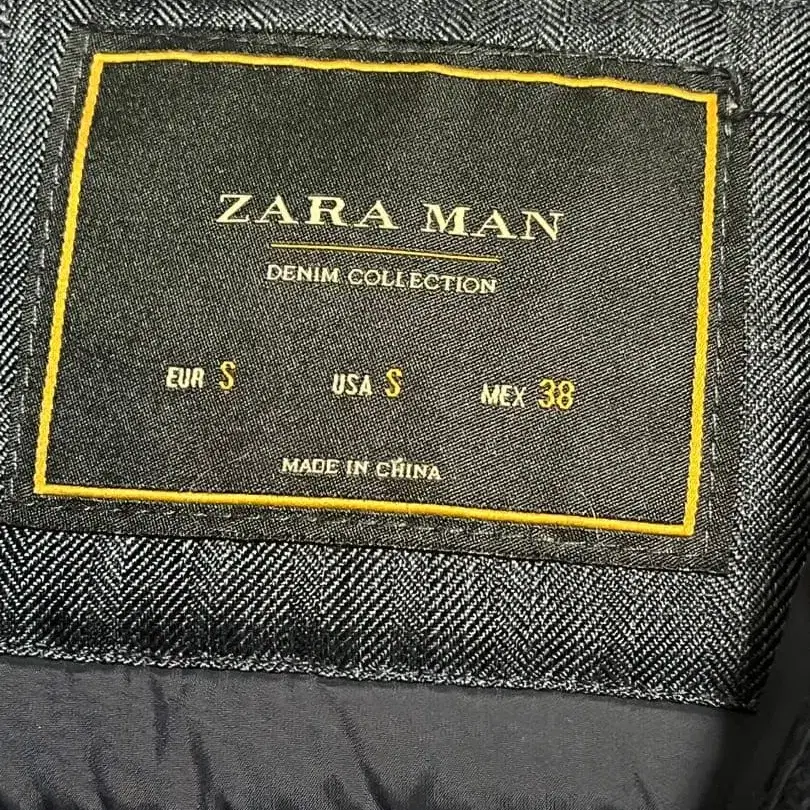 ZARA MAN
DENIM COLLECTION
EUR S USA S MEX 38
MADE IN CHINA